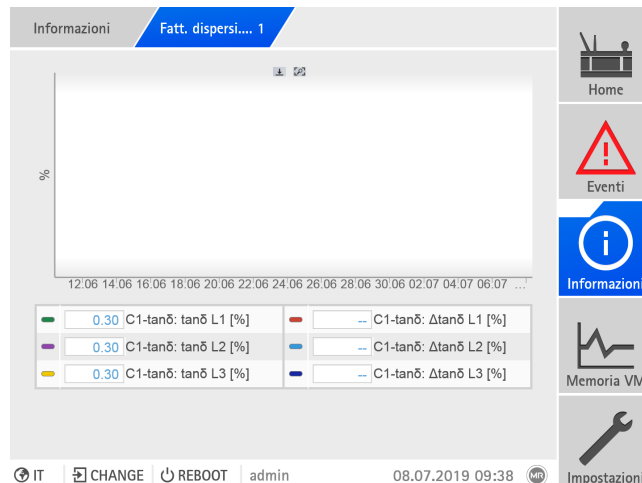 Informazioni
Fatt. dispersi.... 1
%
12.06 14.06 16.06 18.06 20.06 22.06 24.06 26.06 28.06 30.06 02.07 04.07 06.07 ...
0.30 C1-tanδ: tanδ L1 [%]
-- C1-tanδ: Δtanδ L1 [%]
0.30 C1-tanδ: tanδ L2 [%]
-- C1-tanδ: Δtanδ L2 [%]
0.30 C1-tanδ: tanδ L3 [%]
-- C1-tanδ: Δtanδ L3 [%]
IT CHANGE REBOOT admin 08.07.2019 09:38 MR
Home
Eventi
Informazioni
Memoria VM
Impostazioni